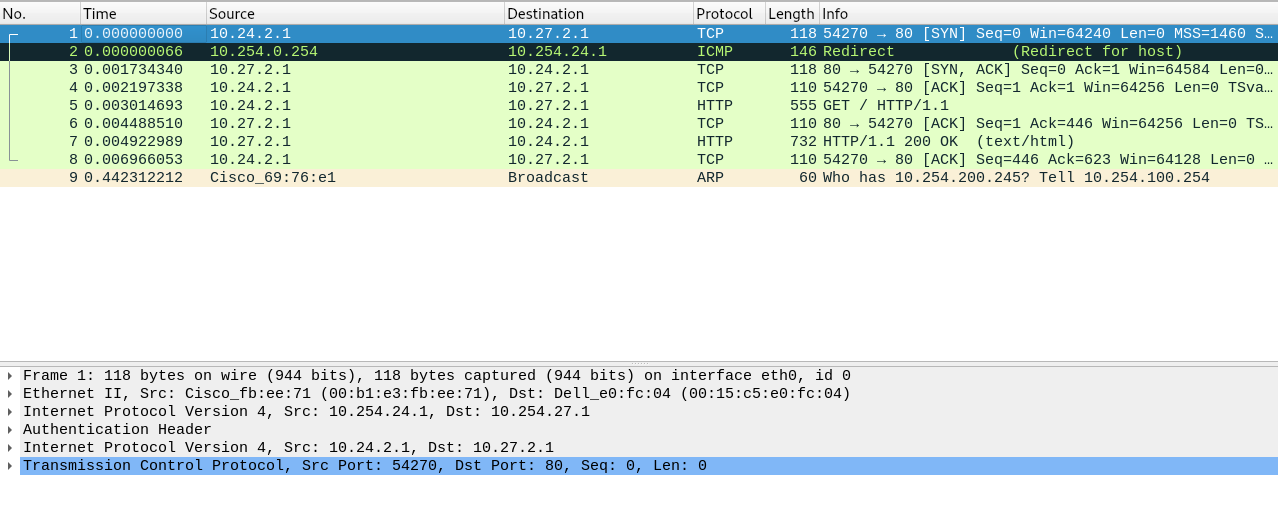 No. Time Source Destination Protocol Length Info
1 0.000000000 10.24.2.1 10.27.2.1 TCP 118 54270 → 80 [SYN] Seq=0 Win=64240 Len=0 MSS=1460 S…
2 0.000000066 10.254.0.254 10.254.24.1 ICMP 146 Redirect (Redirect for host)
3 0.001734340 10.27.2.1 10.24.2.1 TCP 118 80 → 54270 [SYN, ACK] Seq=0 Ack=1 Win=64584 Len=0…
4 0.002197338 10.24.2.1 10.27.2.1 TCP 110 54270 → 80 [ACK] Seq=1 Ack=1 Win=64256 Len=0 TSva…
5 0.003014693 10.24.2.1 10.27.2.1 HTTP 555 GET / HTTP/1.1
6 0.004488510 10.27.2.1 10.24.2.1 TCP 110 80 → 54270 [ACK] Seq=1 Ack=446 Win=64256 Len=0 TS…
7 0.004922989 10.27.2.1 10.24.2.1 HTTP 732 HTTP/1.1 200 OK (text/html)
8 0.006966053 10.24.2.1 10.27.2.1 TCP 110 54270 → 80 [ACK] Seq=446 Ack=623 Win=64128 Len=0 …
9 0.442312212 Cisco_69:76:e1 Broadcast ARP 60 Who has 10.254.200.245? Tell 10.254.100.254
Frame 1: 118 bytes on wire (944 bits), 118 bytes captured (944 bits) on interface eth0, id 0
Ethernet II, Src: Cisco_fb:ee:71 (00:b1:e3:fb:ee:71), Dst: Dell_e0:fc:04 (00:15:c5:e0:fc:04)
Internet Protocol Version 4, Src: 10.254.24.1, Dst: 10.254.27.1
Authentication Header
Internet Protocol Version 4, Src: 10.24.2.1, Dst: 10.27.2.1
Transmission Control Protocol, Src Port: 54270, Dst Port: 80, Seq: 0, Len: 0